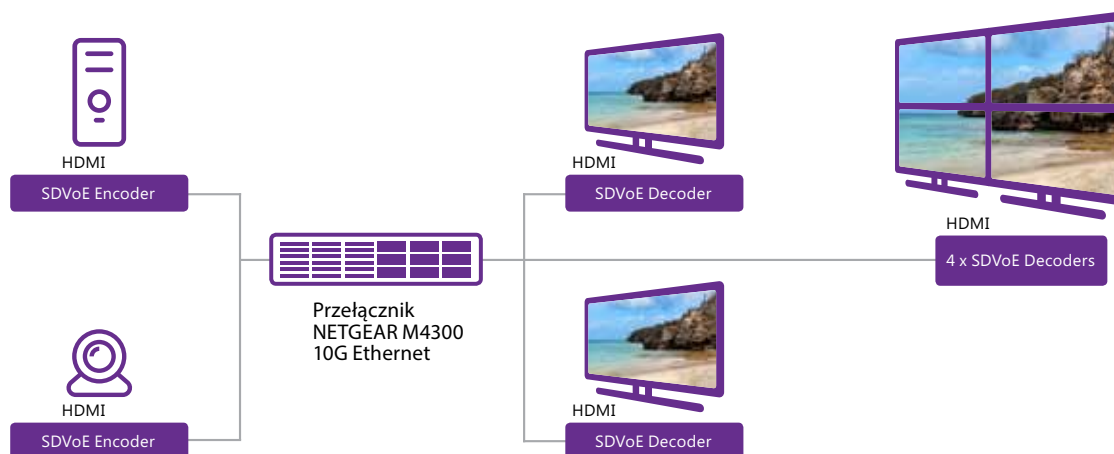 HDMI
SDVoE Encoder
HDMI
SDVoE Decoder
HDMI
4 x SDVoE Decoders
Przełącznik
NETGEAR M4300
10G Ethernet
HDMI
SDVoE Encoder
HDMI
SDVoE Decoder